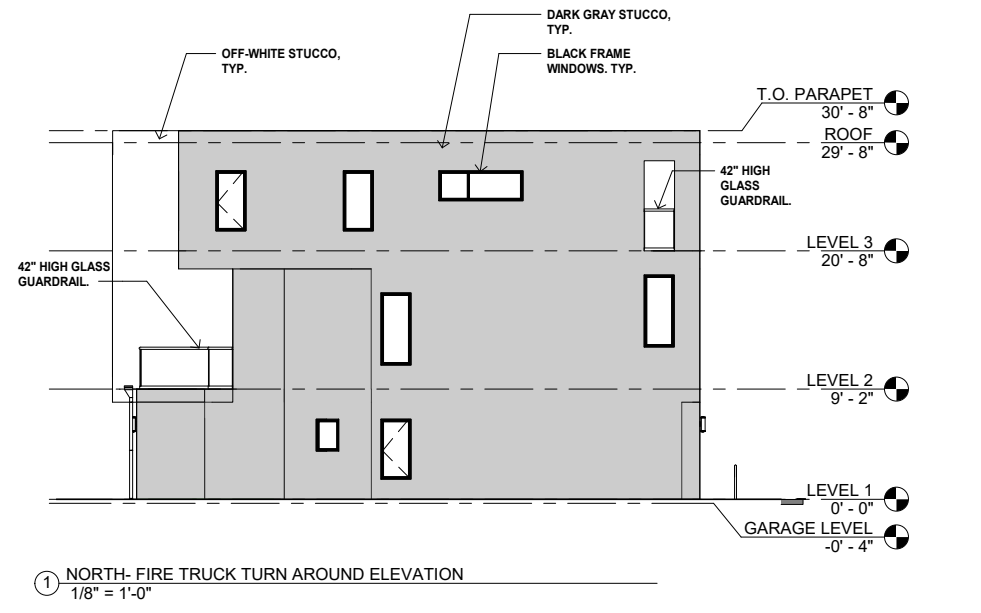 DARK GRAY STUCCO,
TYP.
OFF-WHITE STUCCO,
TYP.
BLACK FRAME
WINDOWS. TYP.
T.O. PARAPET
30' - 8"
ROOF
29' - 8"
42" HIGH
GLASS
GUARDRAIL.
LEVEL 3
20' - 8"
42" HIGH GLASS
GUARDRAIL.
LEVEL 2
9' - 2"
LEVEL 1
0' - 0"
GARAGE LEVEL
-0' - 4"
1 NORTH- FIRE TRUCK TURN AROUND ELEVATION
1/8" = 1'-0"